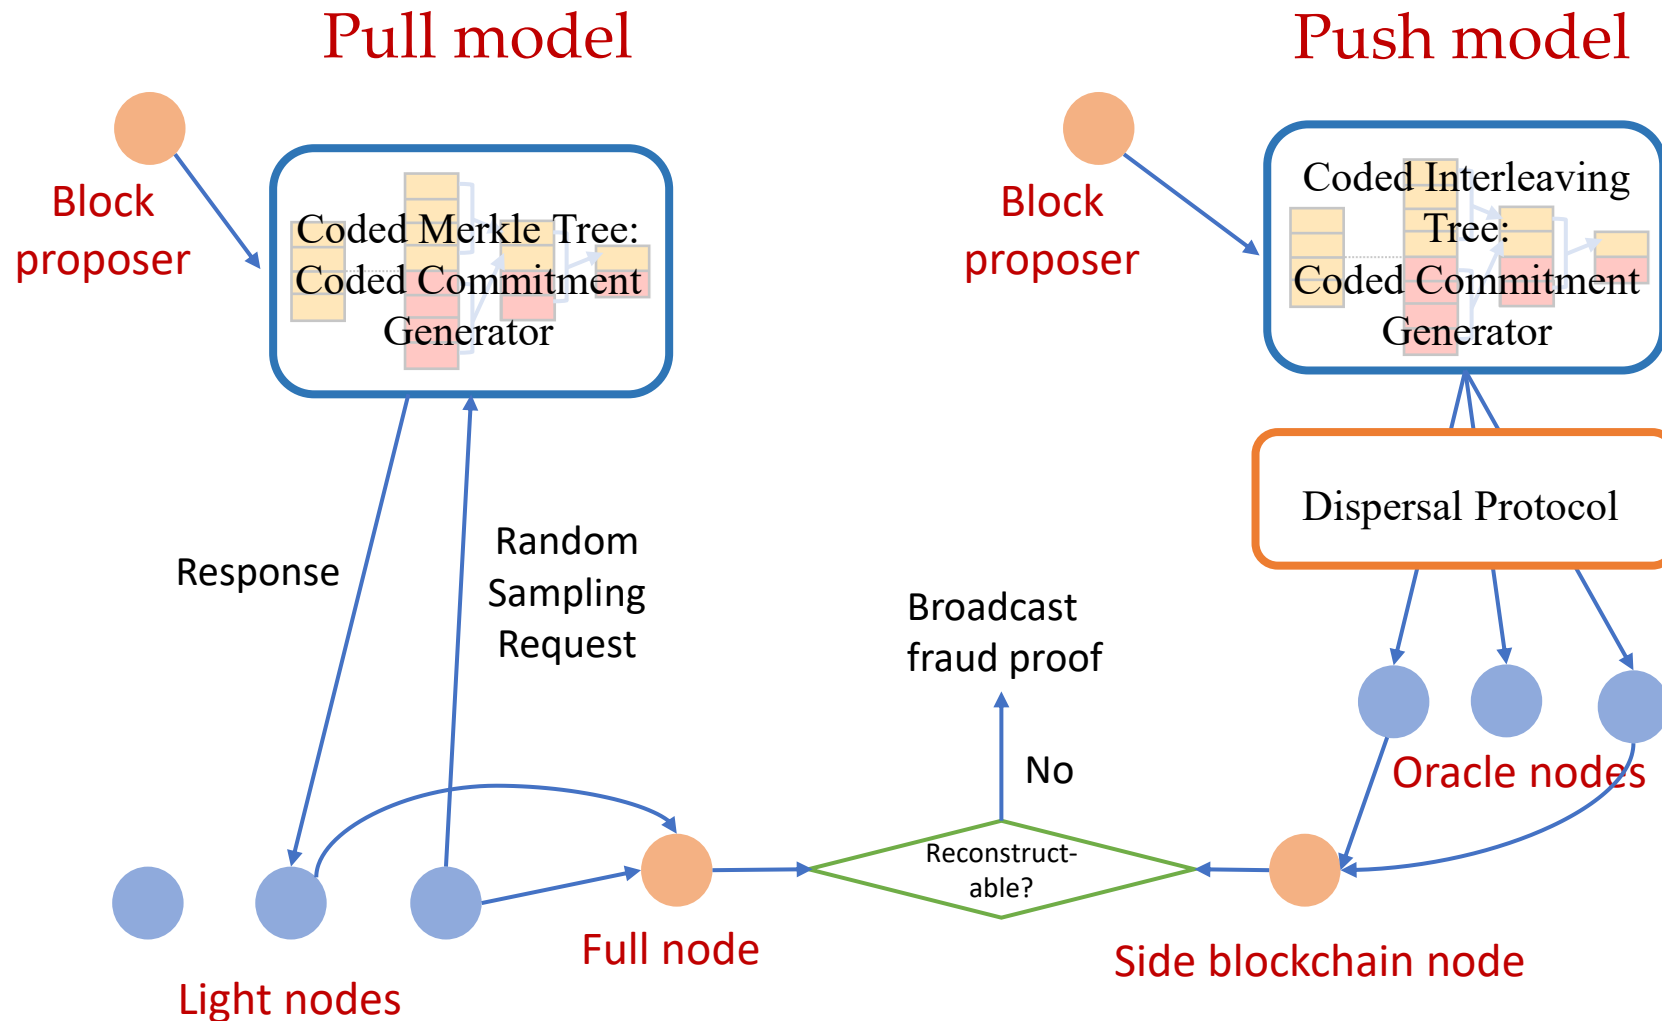 Pull model
Push model
Block
proposer
Coded Merkle Tree:
Coded Commitment
Generator
Block
proposer
Coded Interleaving
Tree:
Coded Commitment
Generator
Dispersal Protocol
Response
Random
Sampling
Request
Broadcast
fraud proof
No
Oracle nodes
Reconstruct-
able?
Full node
Side blockchain node
Light nodes